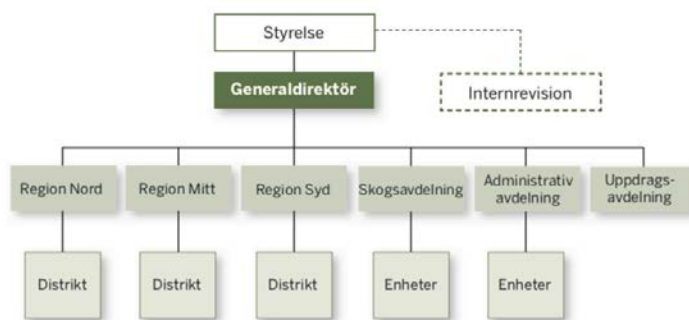 Styrelse
Generaldirektör
Internrevision
Region Nord
Region Mitt
Region Syd
Skogsavdelning
Administrativ
avdelning
Uppdrags-
avdelning
Distrikt
Distrikt
Distrikt
Enheter
Enheter